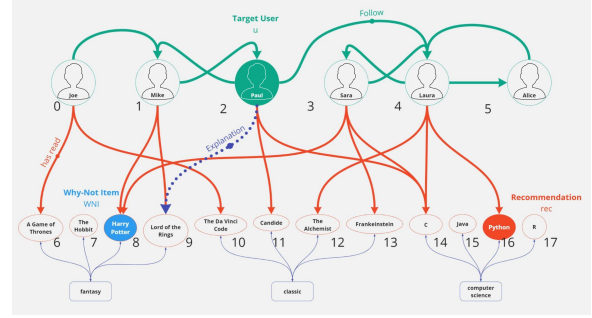 Target User
u
Follow
Joe
Mike
Paul
Sara
Laura
Alice
0
1
2
3
4
5
has read
Explanation
Why-Not Item
WNI
Recommendation
rec
A Game of
Thrones
The
Hobbit
Harry
Potter
Lord of the
Rings
The Da Vinci
Code
Candide
The
Alchemist
Frankeinstein
C
Java
Python
R
6
7
8
9
10
11
12
13
14
15
16
17
fantasy
classic
computer
science